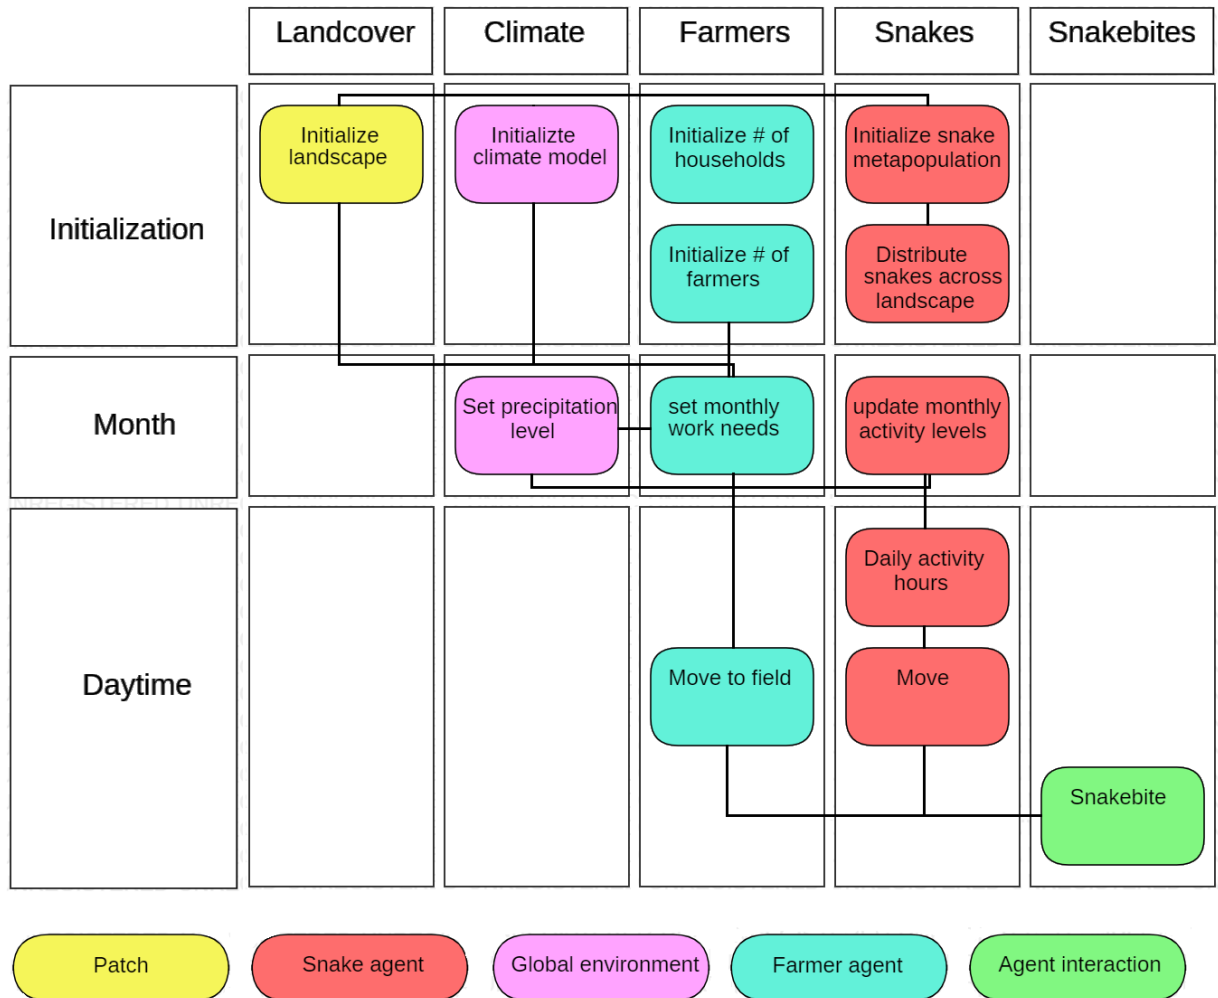 Landcover
Climate
Farmers
Snakes
Snakebites
Initialization
Initialize
landscape
Initializte
climate model
Initialize # of
households
Initialize snake
metapopulation
Initialize # of
farmers
Distribute
snakes across
landscape
Month
Set precipitation
level
set monthly
work needs
update monthly
activity levels
Daytime
Daily activity
hours
Move to field
Move
Snakebite
Patch
Snake agent
Global environment
Farmer agent
Agent interaction